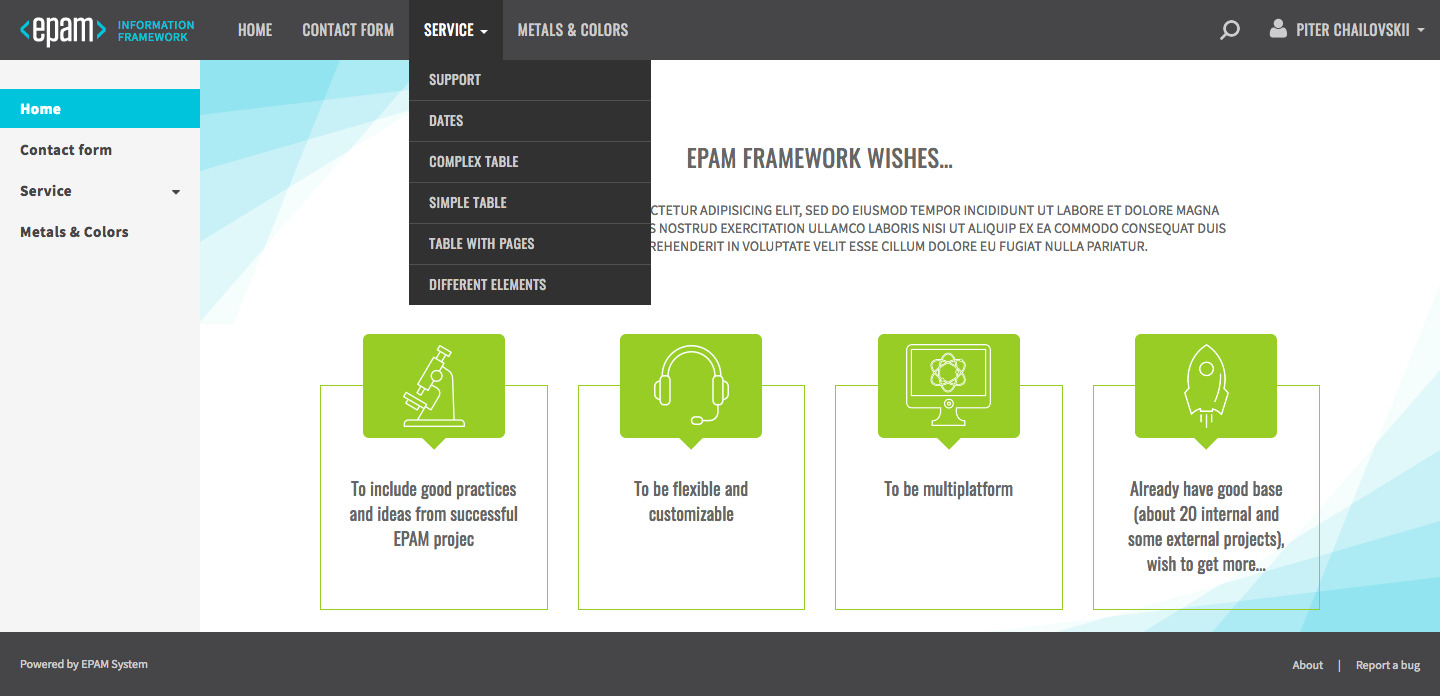 <epam>
INFORMATION
FRAMEWORK
HOME
CONTACT FORM
SERVICE
METALS & COLORS
PITER CHAILOVSKII
SUPPORT
DATES
COMPLEX TABLE
SIMPLE TABLE
TABLE WITH PAGES
DIFFERENT ELEMENTS
Home
Contact form
Service
Metals & Colors
EPAM FRAMEWORK WISHES…
ADIPISICING ELIT, SED DO EIUSMOD TEMPOR INCIDIDUNT UT LABORE ET DOLORE MAGNA
NOSTRUD EXERCITATION ULLAMCO LABORIS NISI UT ALIQUIP EX EA COMMODO CONSEQUAT DUIS
IN VOLUPTATE VELIT ESSE CILLUM DOLORE EU FUGIAT NULLA PARIATUR.
To include good practices
and ideas from successful
EPAM projec
To be flexible and
customizable
To be multiplatform
Already have good base
(about 20 internal and
some external projects),
wish to get more…
Powered by EPAM System
About
|
Report a bug